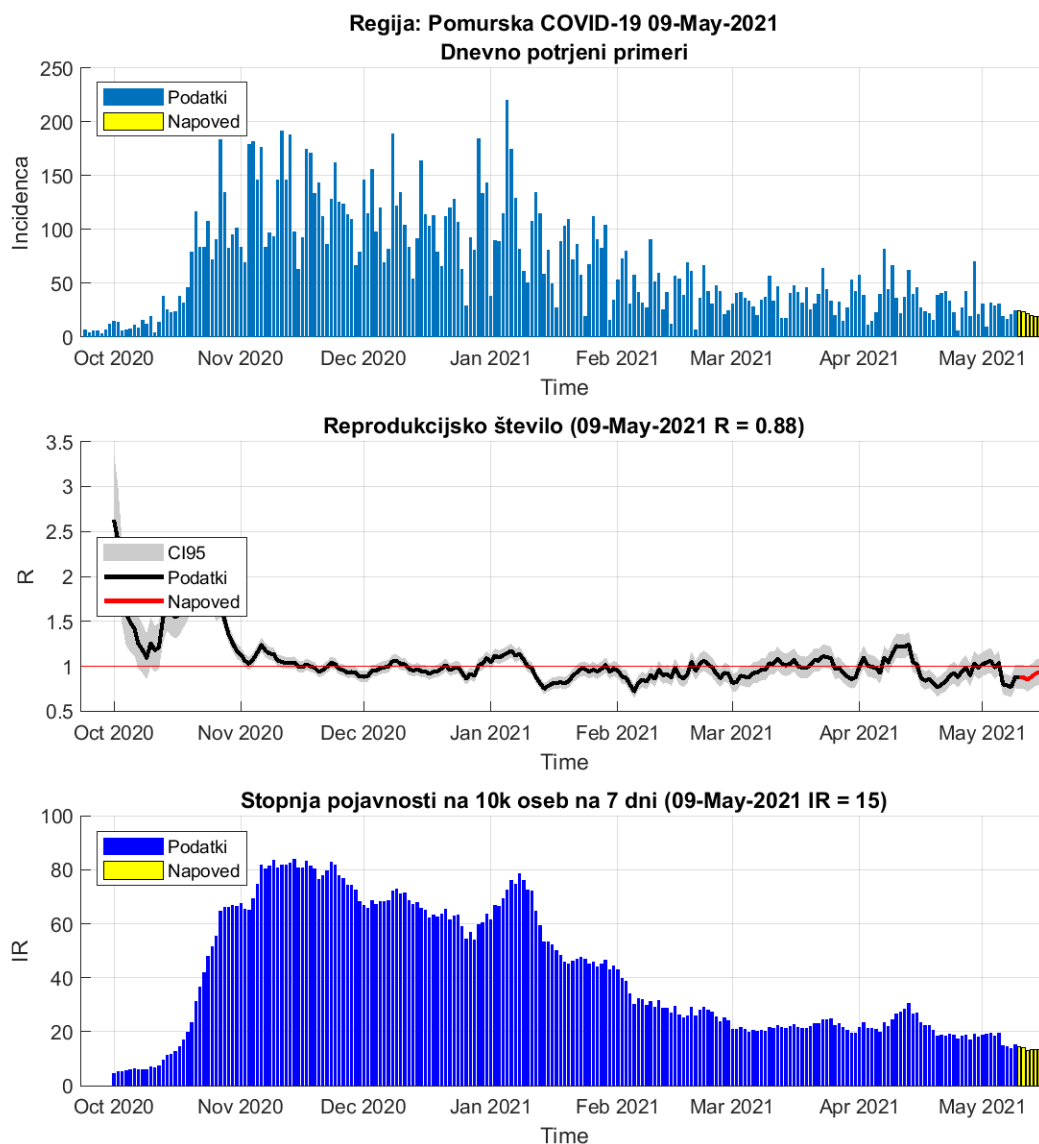 Regija: Pomurska COVID-19 09-May-2021
Dnevno potrjeni primeri
250
200
150
100
50
0
Incidenca
Podatki
Napoved
Oct 2020 Nov 2020 Dec 2020 Jan 2021 Feb 2021 Mar 2021 Apr 2021 May 2021
Time
Reprodukcijsko število (09-May-2021 R = 0.88)
3.5
3
2.5
2
1.5
1
0.5
R
CI95
Podatki
Napoved
Oct 2020 Nov 2020 Dec 2020 Jan 2021 Feb 2021 Mar 2021 Apr 2021 May 2021
Time
Stopnja pojavnosti na 10k oseb na 7 dni (09-May-2021 IR = 15)
100
80
60
40
20
0
IR
Podatki
Napoved
Oct 2020 Nov 2020 Dec 2020 Jan 2021 Feb 2021 Mar 2021 Apr 2021 May 2021
Time